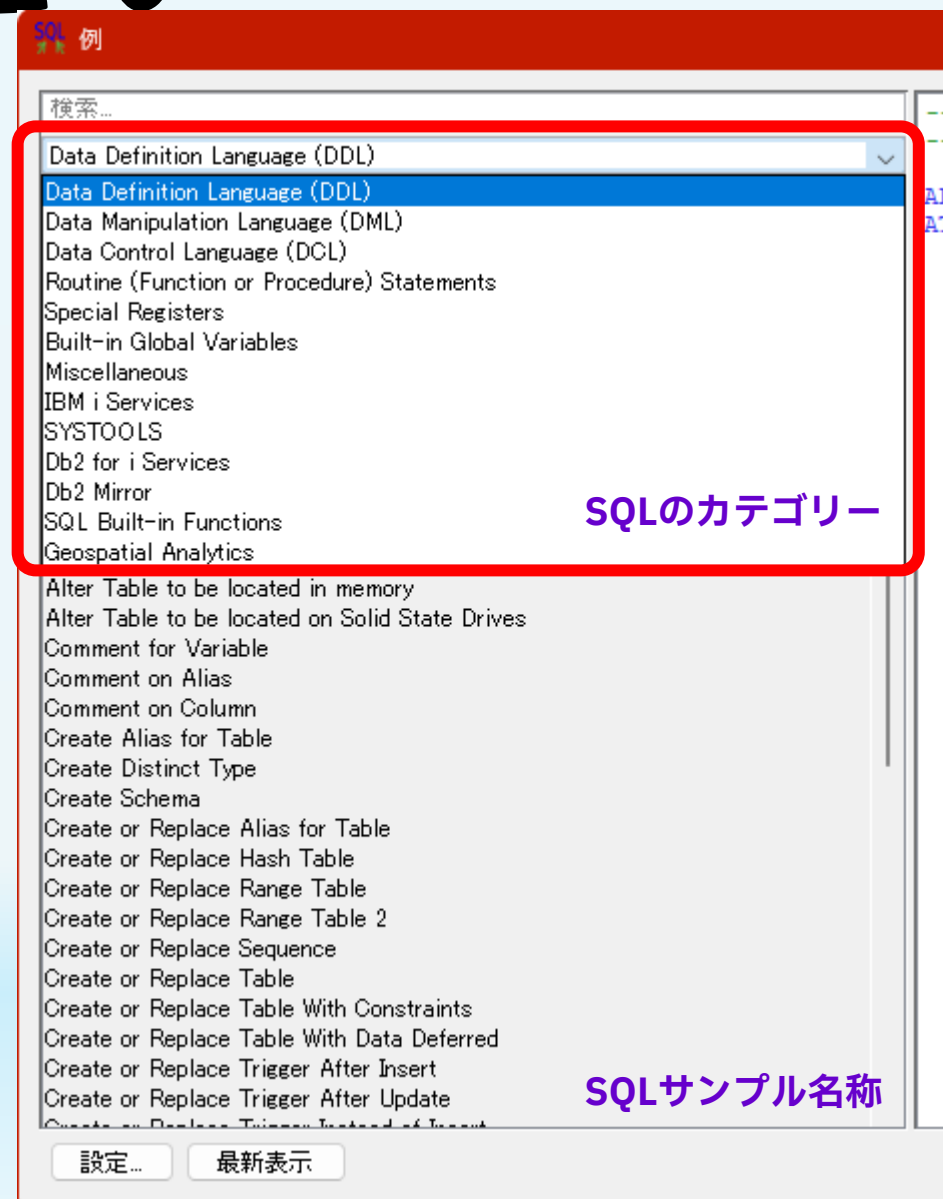 SQL 例
検索...
Data Definition Language (DDL)
Data Definition Language (DDL)
Data Manipulation Language (DML)
Data Control Language (DCL)
Routine (Function or Procedure) Statements
Special Registers
Built-in Global Variables
Miscellaneous
IBM i Services
SYSTOOLS
Db2 for i Services
Db2 Mirror
SQL Built-in Functions
SQLのカテゴリー
Geospatial Analytics
Alter Table to be located in memory
Alter Table to be located on Solid State Drives
Comment for Variable
Comment on Alias
Comment on Column
Create Alias for Table
Create Distinct Type
Create Schema
Create or Replace Alias for Table
Create or Replace Hash Table
Create or Replace Range Table
Create or Replace Range Table 2
Create or Replace Sequence
Create or Replace Table
Create or Replace Table With Constraints
Create or Replace Table With Data Deferred
Create or Replace Trigger After Insert
Create or Replace Trigger After Update
SQLサンプル名称
設定... 最新表示